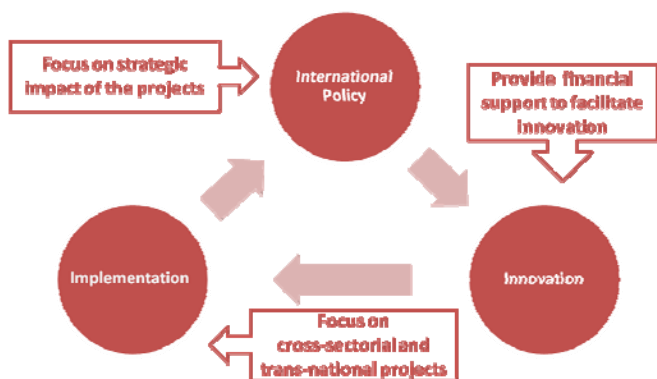 Focus on strategic
impact of the projects
International
Policy
Provide financial
support to facilitate
innovation
Implementation
Innovation
Focus on
cross-sectorial and
trans-national projects